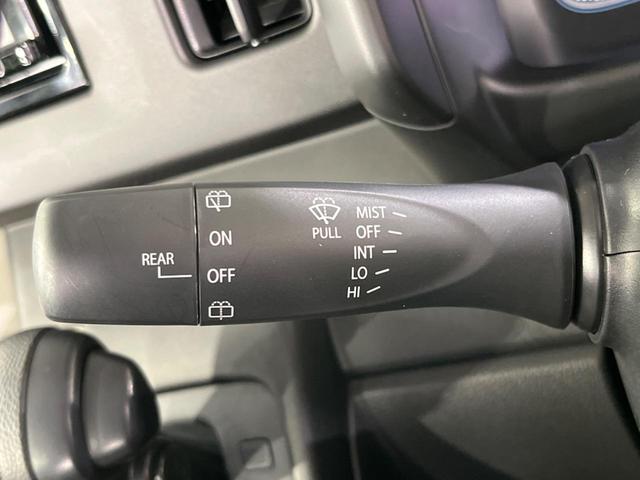 REAR
ON
OFF
PULL
MIST
OFF
INT
LO
HI